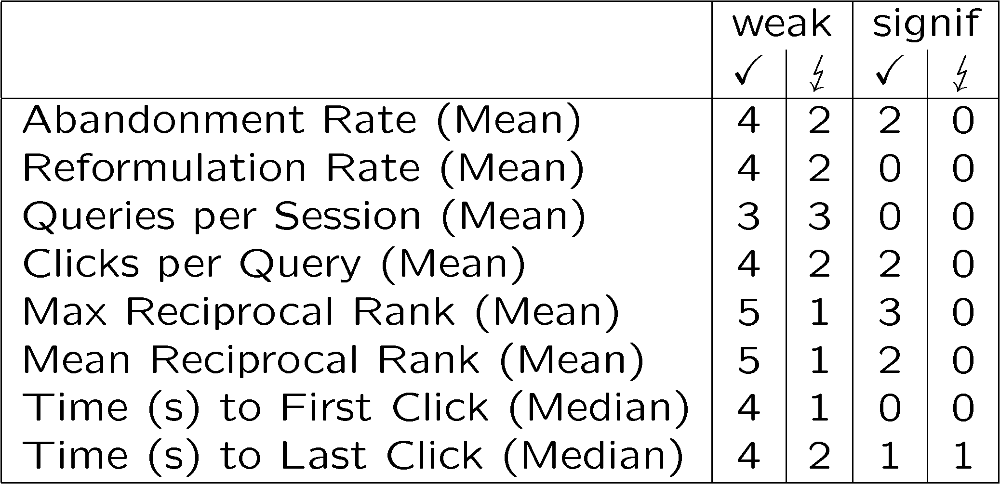 weak signif
✓ ↯ ✓ ↯
Abandonment Rate (Mean) 4 2 2 0
Reformulation Rate (Mean) 4 2 0 0
Queries per Session (Mean) 3 3 0 0
Clicks per Query (Mean) 4 2 2 0
Max Reciprocal Rank (Mean) 5 1 3 0
Mean Reciprocal Rank (Mean) 5 1 2 0
Time (s) to First Click (Median) 4 1 0 0
Time (s) to Last Click (Median) 4 2 1 1